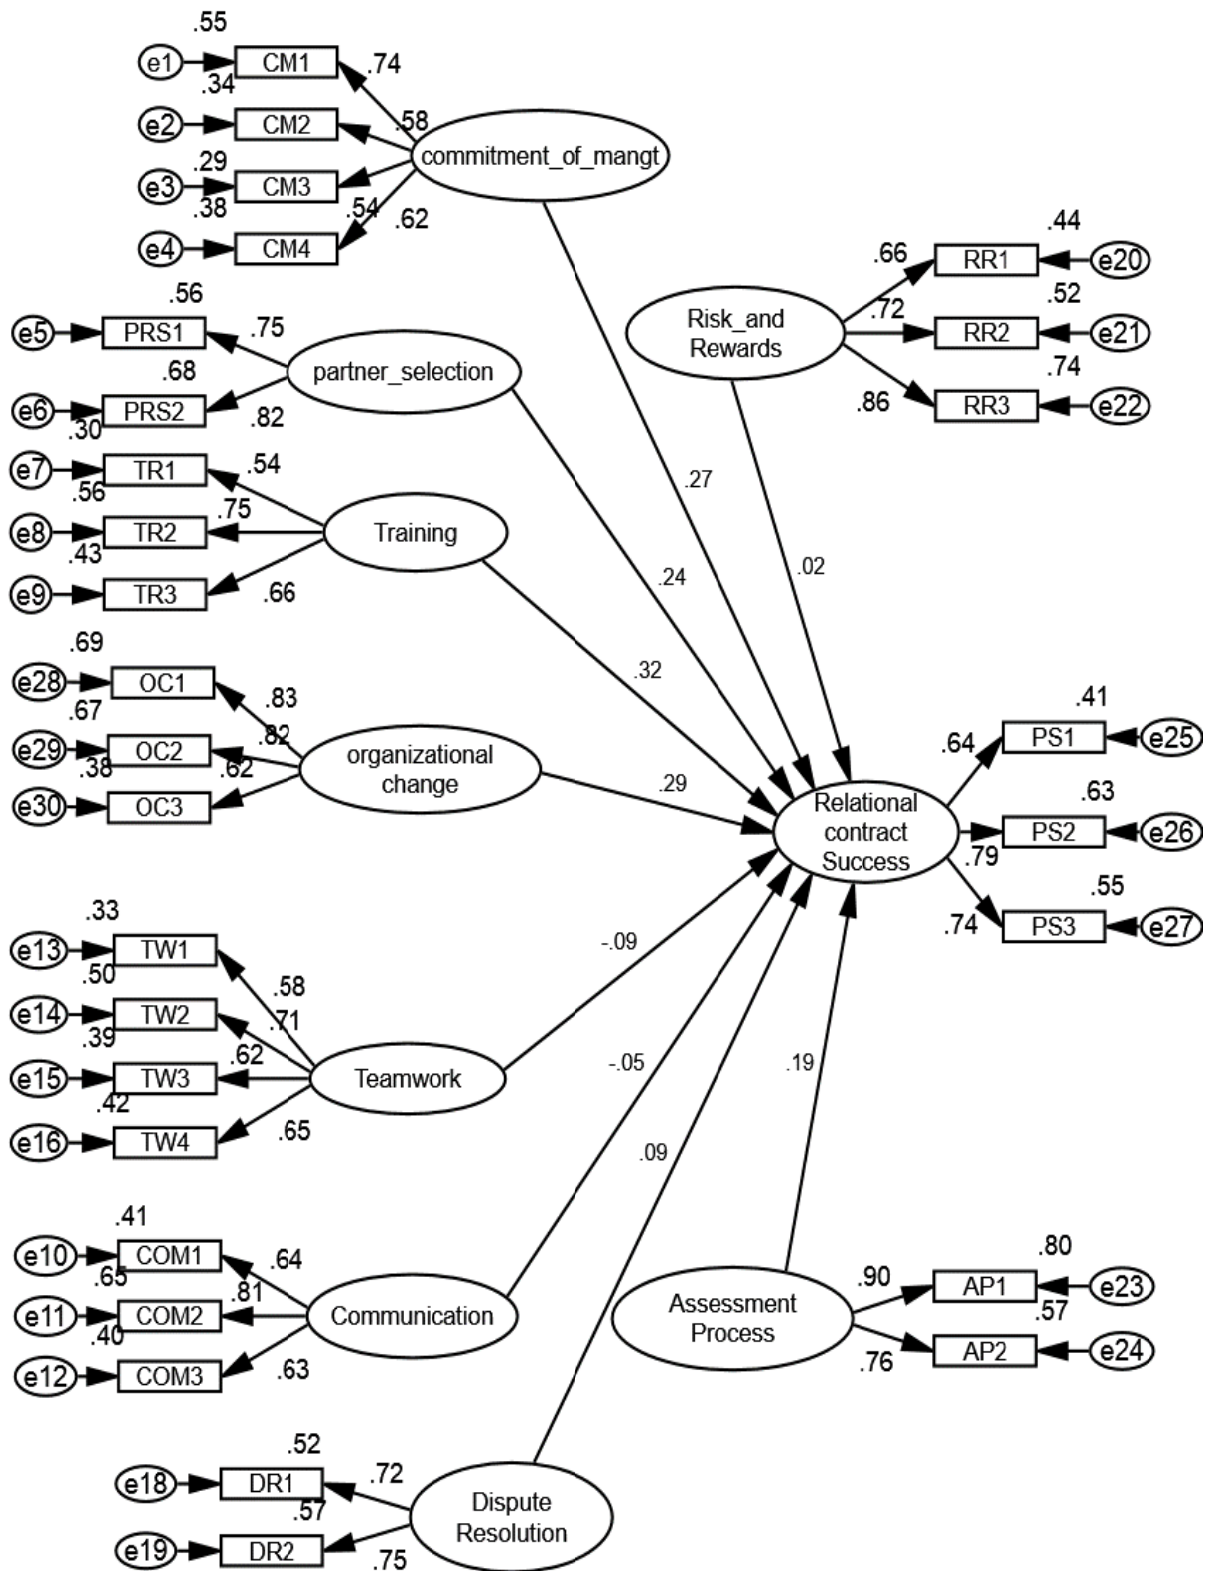 .55
e1 CM1 .74
.34
e2 CM2 .58
commitment_of_mangt
.29
e3 CM3
.38 .54 .62
e4 CM4
.44
.66 RR1 e20
.56
.52
e5 PRS1 .75
Risk_and
Rewards
.72 RR2 e21
.68
partner_selection
.74
e6 PRS2 .82
.86 RR3 e22
.30
e7 TR1 .54
.27
.56
e8 TR2 .75
Training
.43
.24
.02
e9 TR3 .66
.69
.32
e28 OC1 .83
.67
.41
e29 OC2 .82
organizational
change
.64 PS1 e25
.38 .62
e30 OC3
.29
.63
Relational
contract
Success
PS2 e26
.79
.55
.33
.74 PS3 e27
e13 TW1
-.09
.50 .58
e14 TW2 .71
.39 .62
-.05
.19
e15 TW3
Teamwork
.42
e16 TW4 .65
.09
.41
e10 COM1 .64
.80
.65
.90 AP1 e23
e11 COM2 .81
Communication
Assessment
Process
.57
.40
.76 AP2 e24
e12 COM3 .63
.52
e18 DR1 .72
.57
Dispute
Resolution
e19 DR2 .75